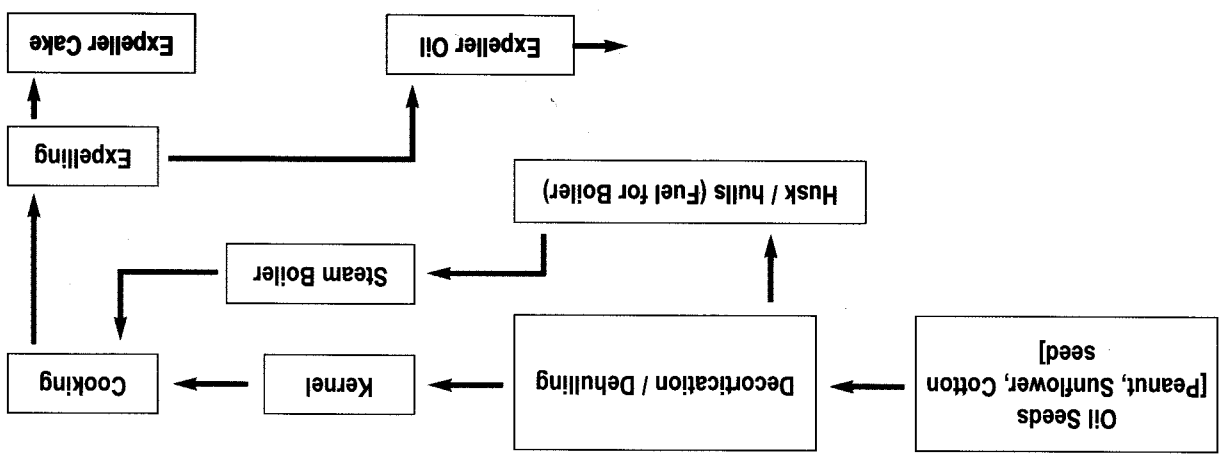 Oil Seeds
[Peanut, Sunflower, Cotton
seed]
Decortication / Dehulling
Kernel
Cooking
Husk / hulls (Fuel for Boiler)
Steam Boiler
Expelling
Expeller Oil
Expeller Cake